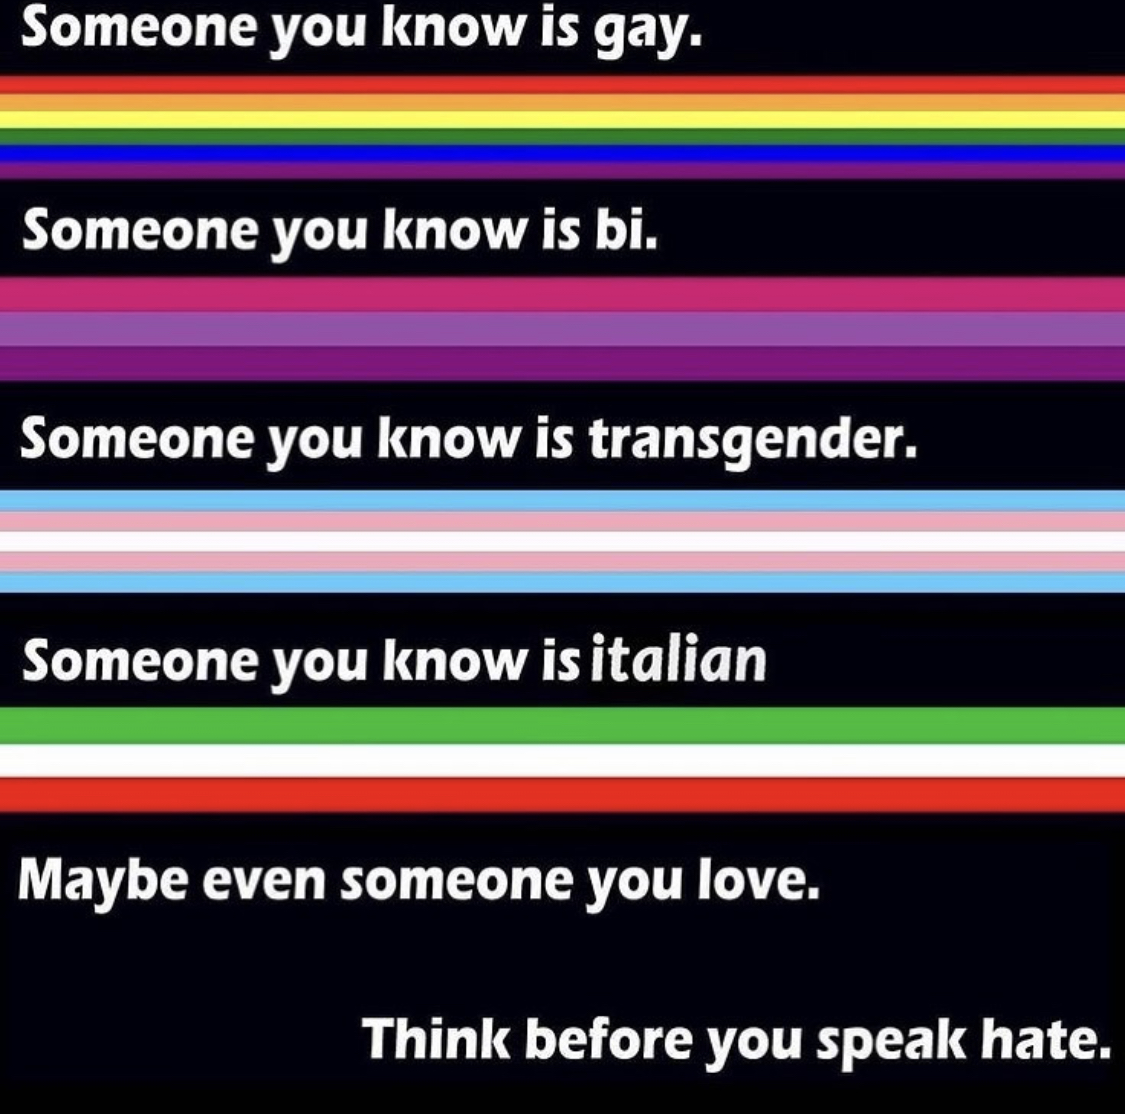 Someone you know is gay.
Someone you know is bi.
Someone you know is transgender.
Someone you know is italian
Maybe even someone you love.
Think before you speak hate.